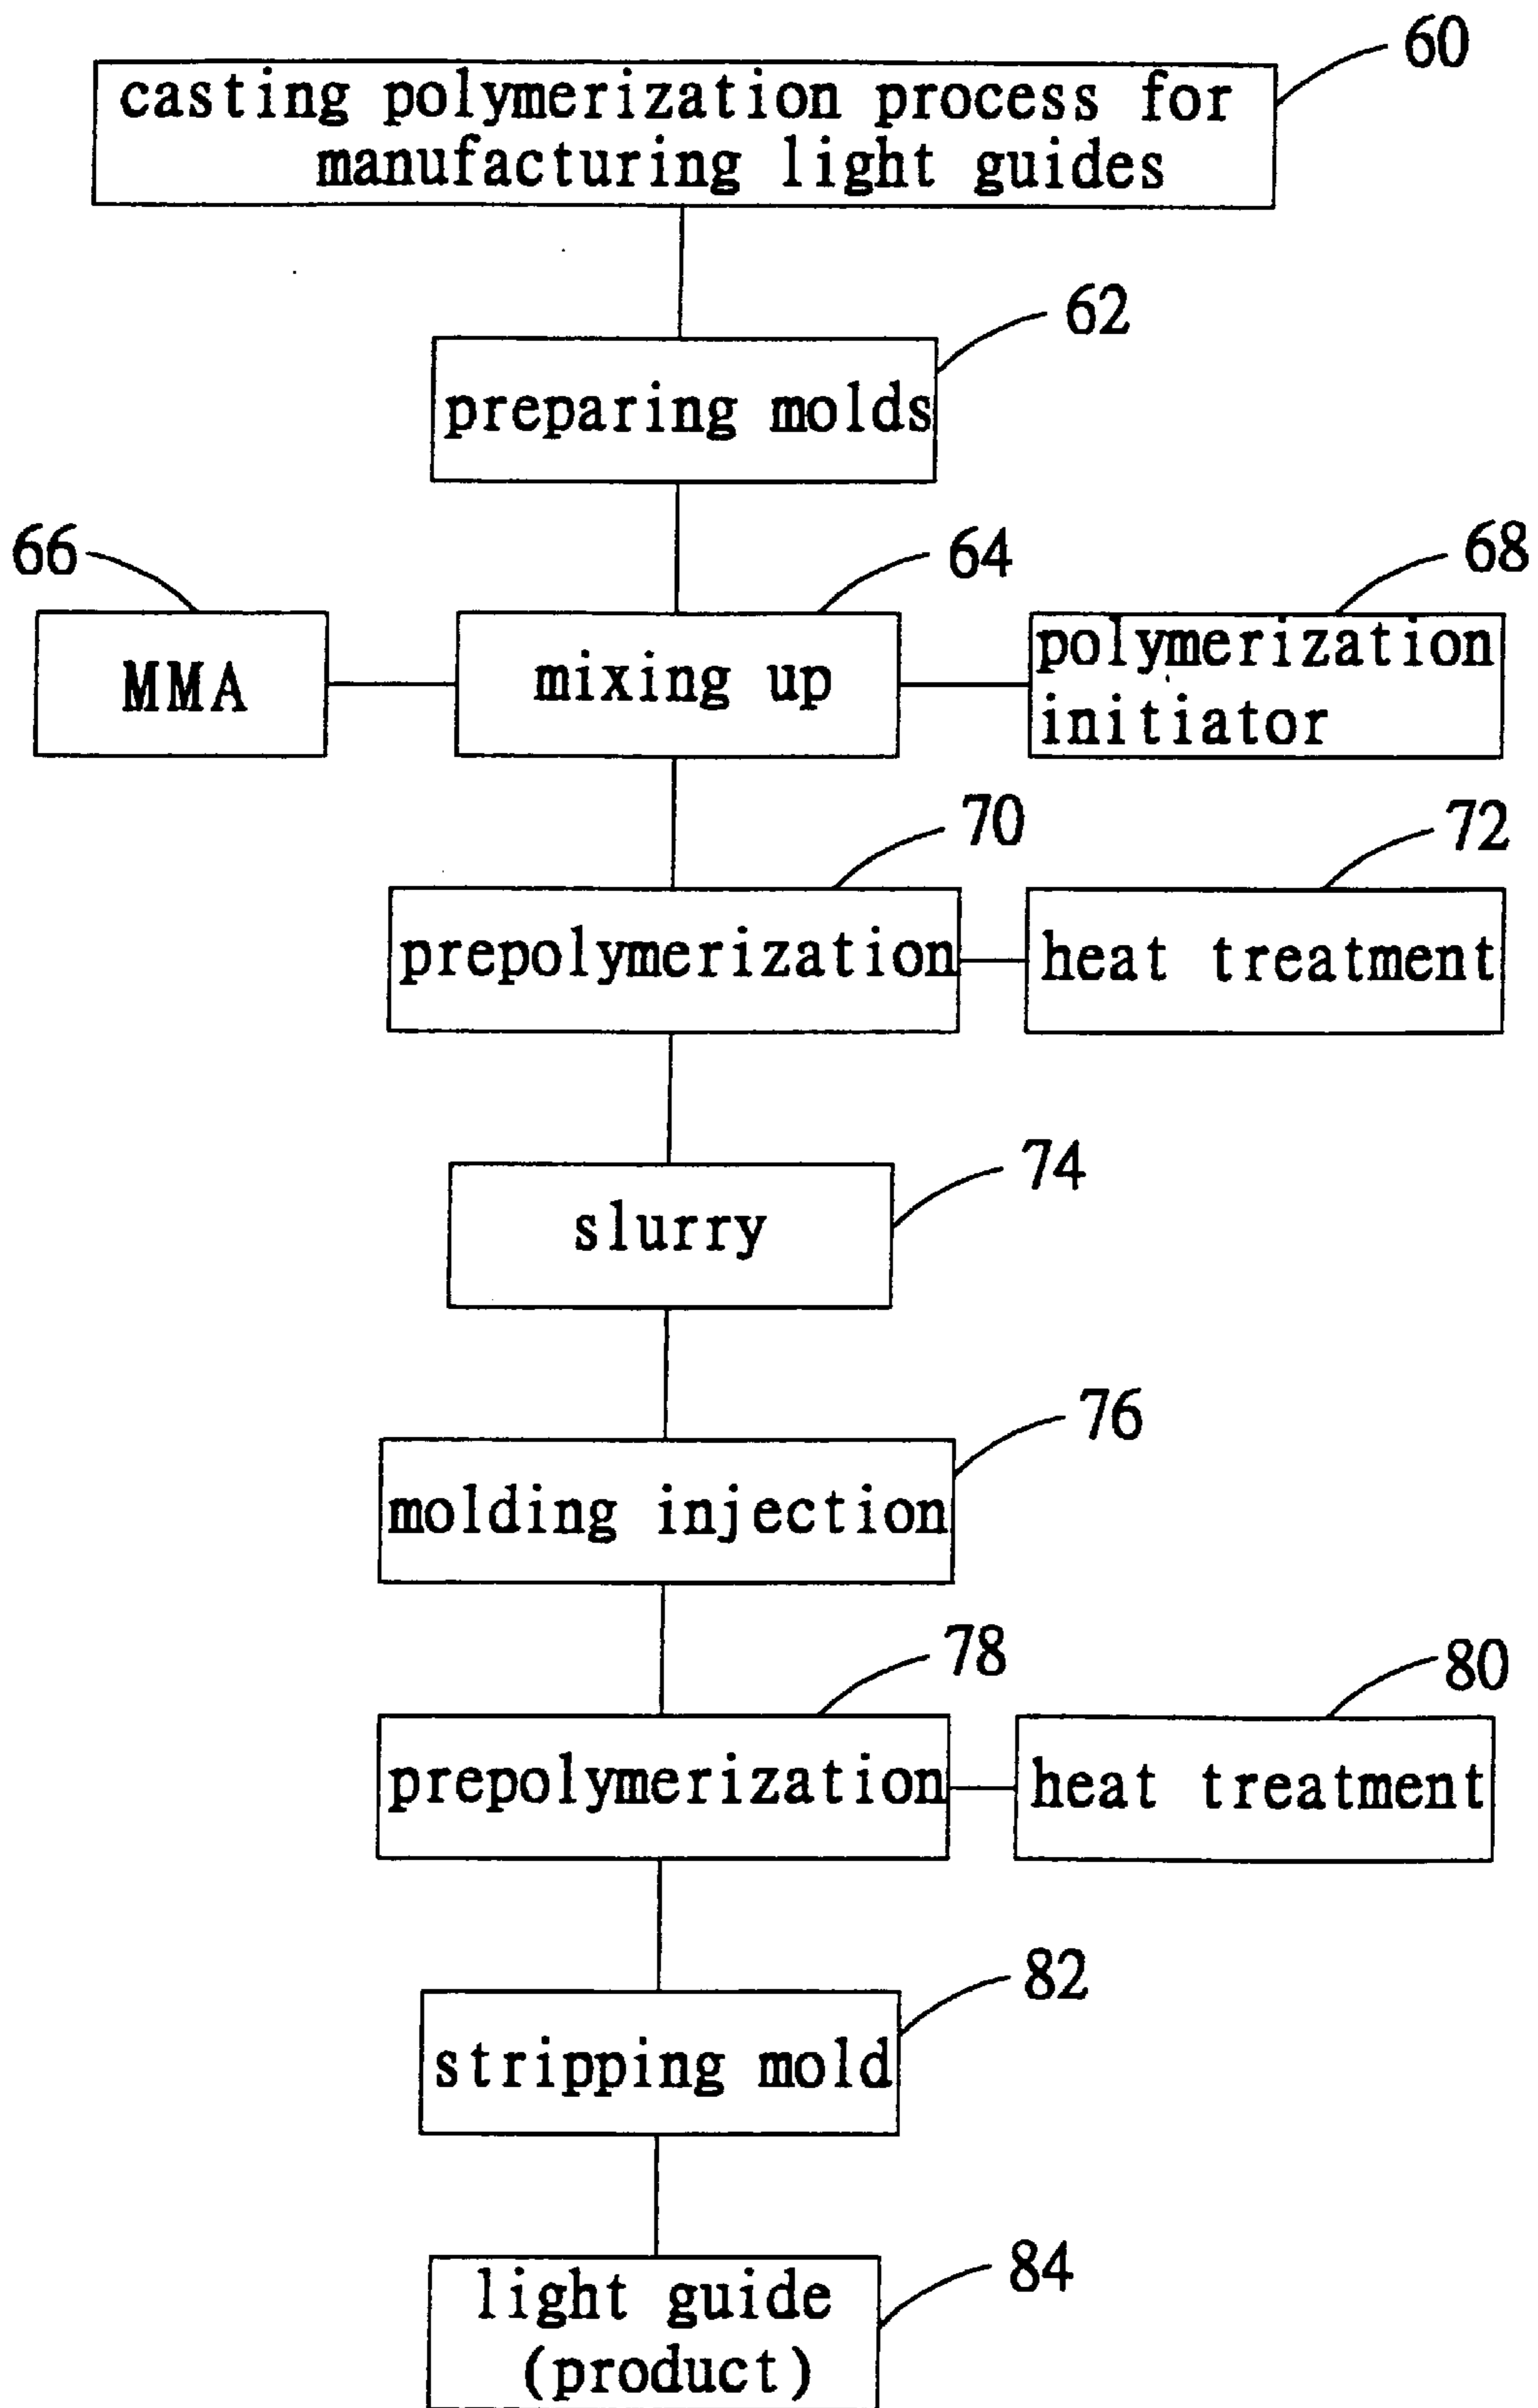 60
casting polymerization process for
manufacturing light guides
62
preparing molds
66
64
68
MMA
mixing up
polymerization
initiator
70
72
prepolymerization
heat treatment
74
slurry
76
molding injection
78
80
prepolymerization
heat treatment
82
stripping mold
84
light guide
(product)